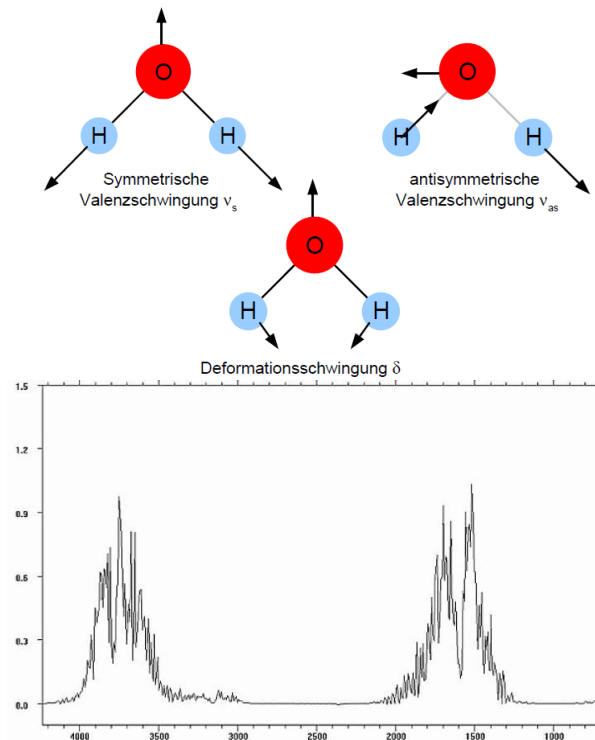 O
H H
Symmetrische
Valenzschwingung νs
O
H H
antisymmetrische
Valenzschwingung νas
O
H H
Deformationsschwingung δ
1.5
1.2
0.9
0.6
0.3
0.0
4000 3500 3000 2500 2000 1500 1000